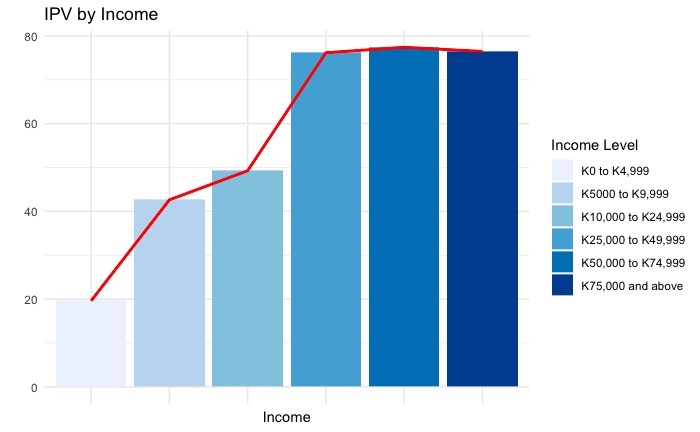 IPV by Income
80
60
40
20
0
Income
Income Level
K0 to K4,999
K5000 to K9,999
K10,000 to K24,999
K25,000 to K49,999
K50,000 to K74,999
K75,000 and above